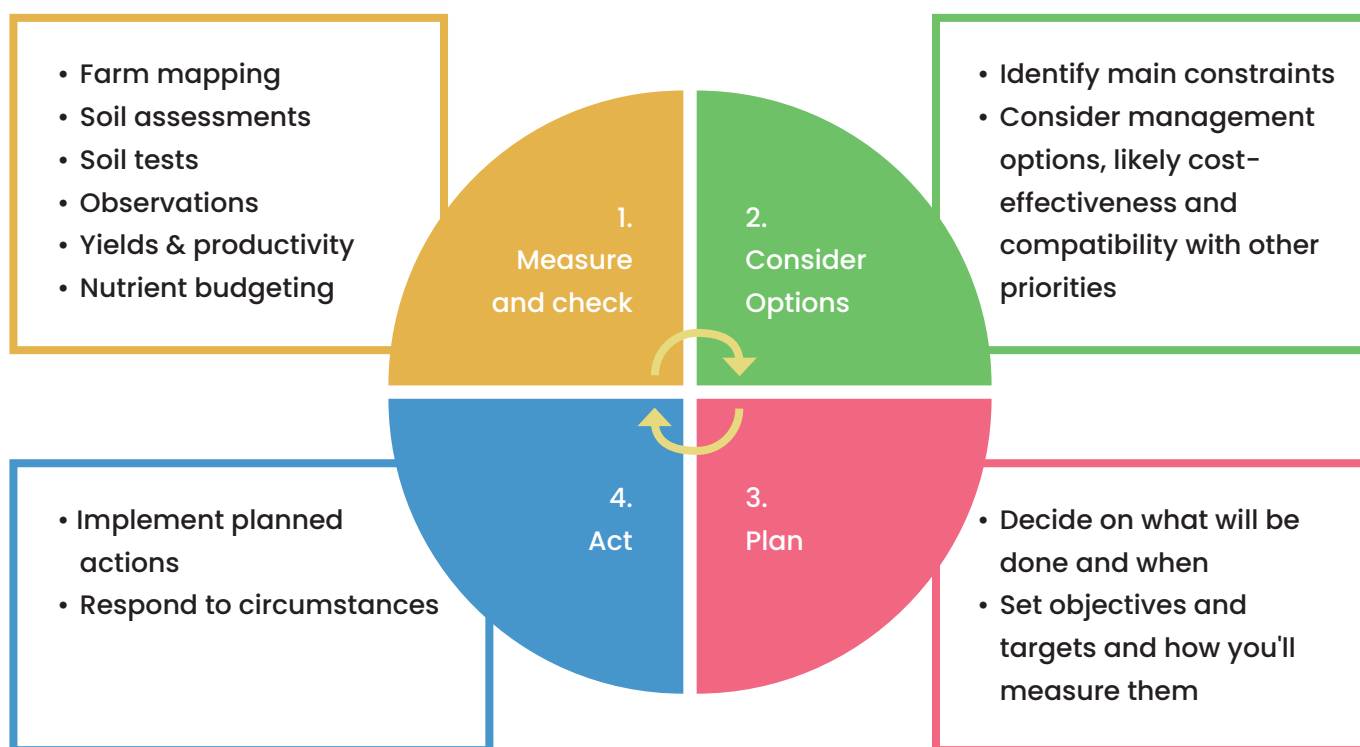 • Farm mapping
• Soil assessments
• Soil tests
• Observations
• Yields & productivity
• Nutrient budgeting
1.
Measure
and check
2.
Consider
Options
• Identify main constraints
• Consider management
options, likely cost-
effectiveness and
compatibility with other
priorities
• Implement planned
actions
• Respond to circumstances
4.
Act
3.
Plan
• Decide on what will be
done and when
• Set objectives and
targets and how you'll
measure them